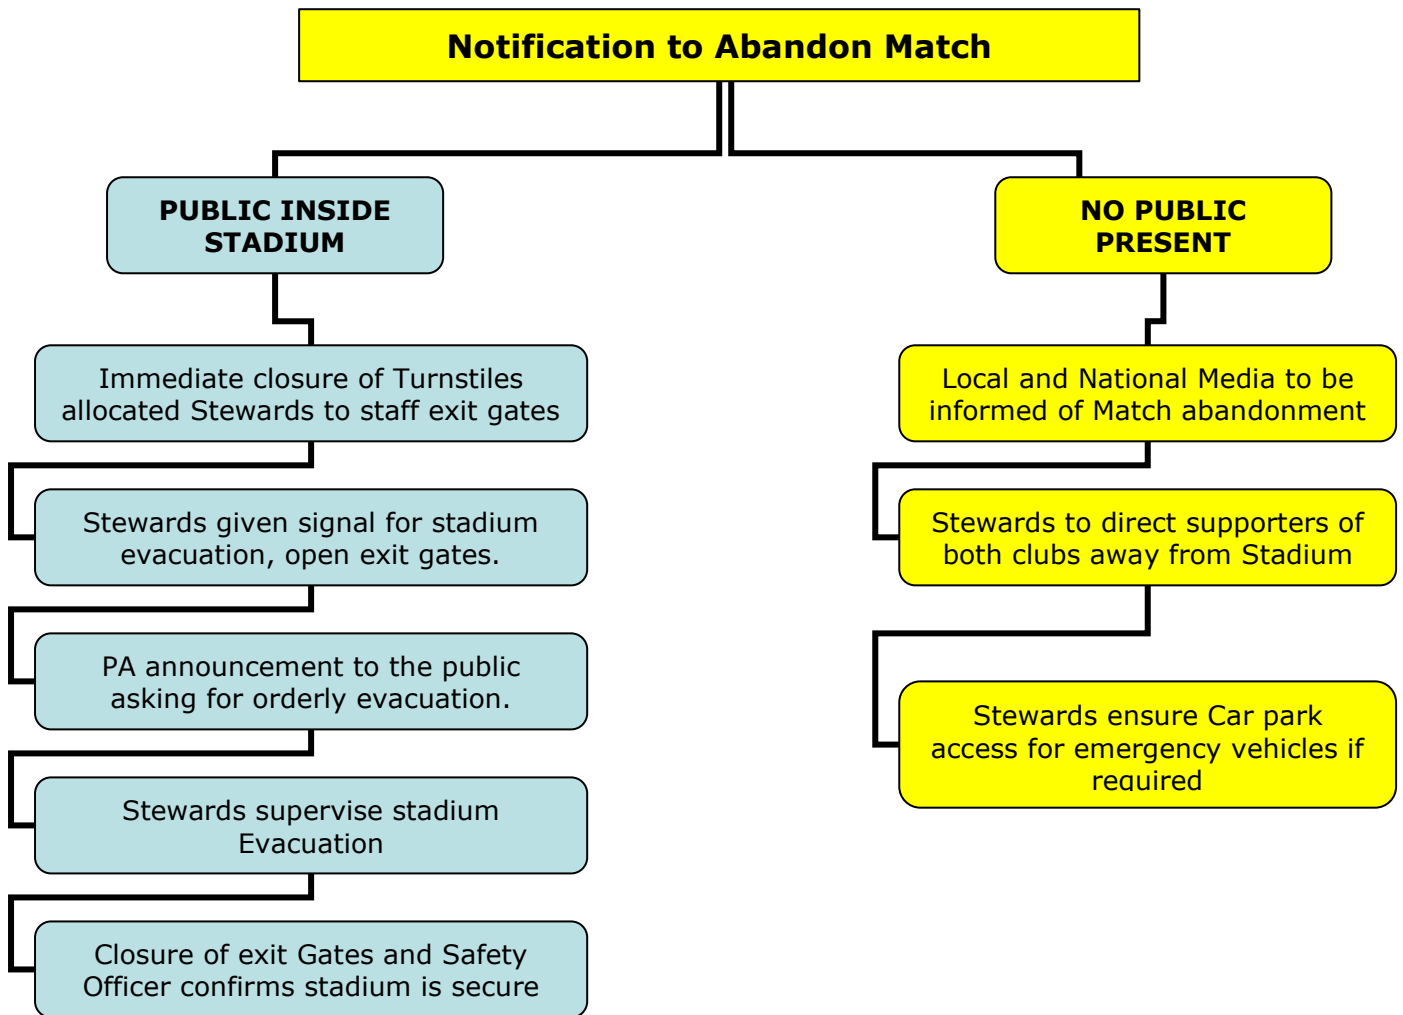 Notification to Abandon Match
PUBLIC INSIDE
STADIUM
Immediate closure of Turnstiles
allocated Stewards to staff exit gates
Stewards given signal for stadium
evacuation, open exit gates.
PA announcement to the public
asking for orderly evacuation.
Stewards supervise stadium
Evacuation
Closure of exit Gates and Safety
Officer confirms stadium is secure
NO PUBLIC
PRESENT
Local and National Media to be
informed of Match abandonment
Stewards to direct supporters of
both clubs away from Stadium
Stewards ensure Car park
access for emergency vehicles if
required